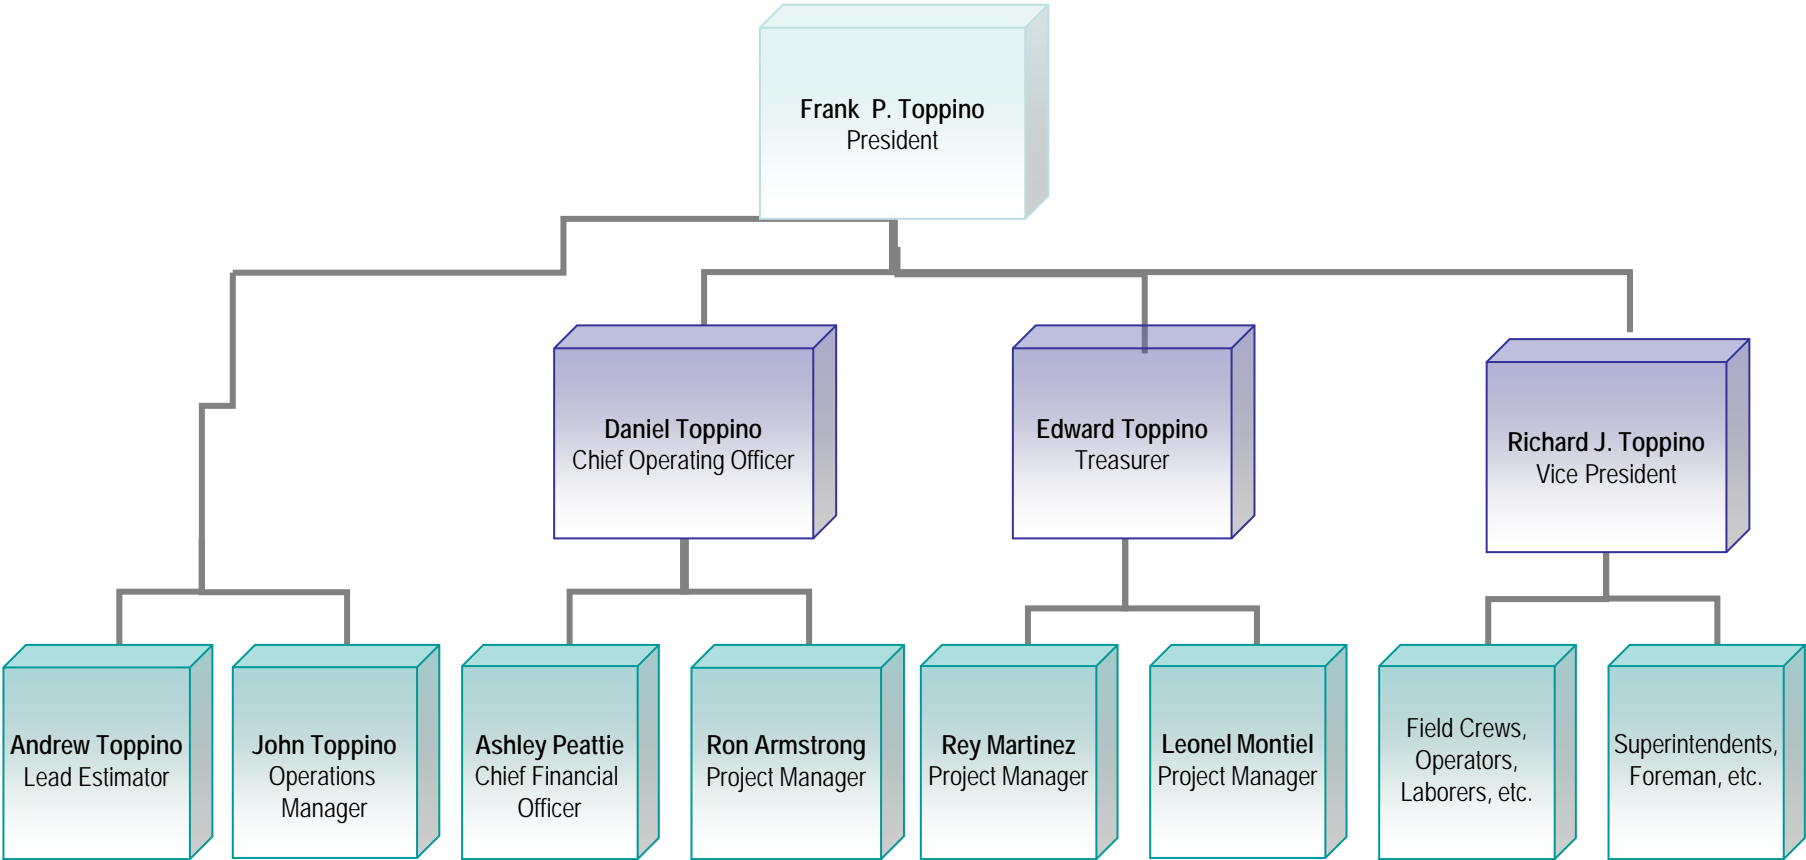 Frank P. Toppino
President
Daniel Toppino
Chief Operating Officer
Edward Toppino
Treasurer
Richard J. Toppino
Vice President
Andrew Toppino
Lead Estimator
John Toppino
Operations
Manager
Ashley Peattie
Chief Financial
Officer
Ron Armstrong
Project Manager
Rey Martinez
Project Manager
Leonel Montiel
Project Manager
Field Crews,
Operators,
Laborers, etc.
Superintendents,
Foreman, etc.